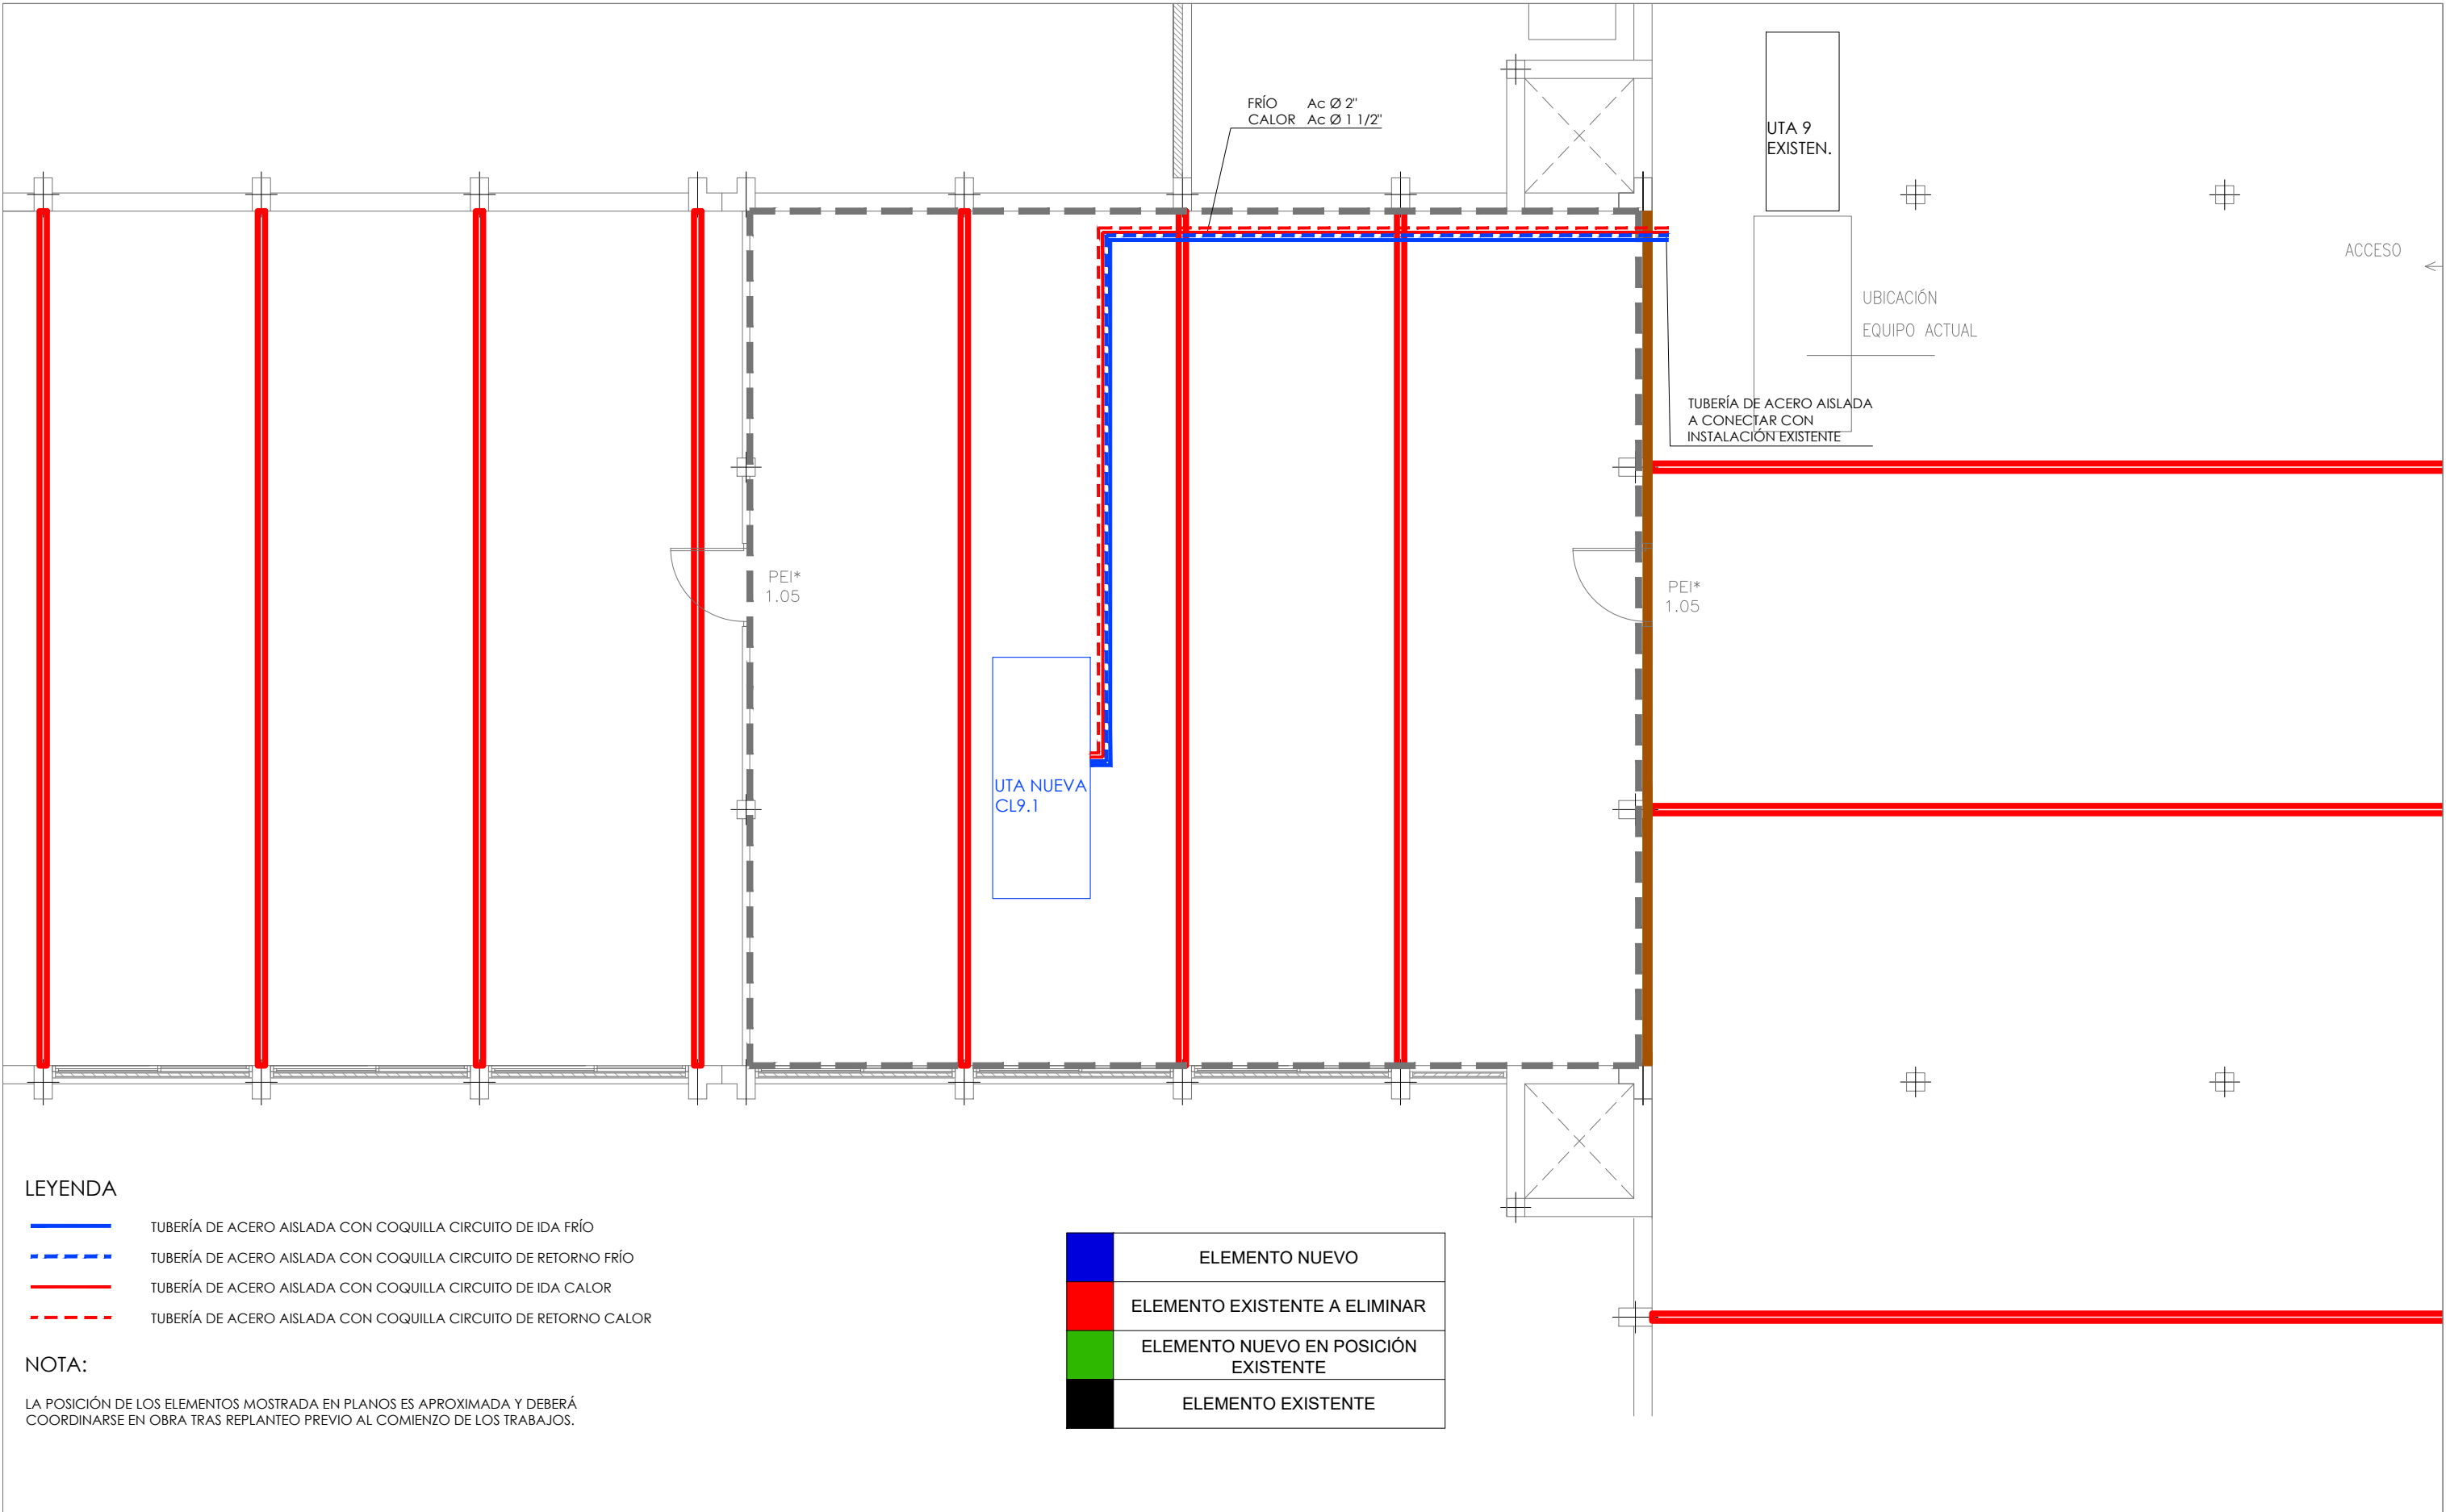 FRÍO Ac Ø 2"
CALOR Ac Ø 1 1/2"
UTA 9
EXISTEN.
ACCESO
UBICACIÓN
EQUIPO ACTUAL
TUBERÍA DE ACERO AISLADA
A CONECTAR CON
INSTALACIÓN EXISTENTE
PEI*
1.05
PEI*
1.05
UTA NUEVA
CL9.1
LEYENDA
TUBERÍA DE ACERO AISLADA CON COQUILLA CIRCUITO DE IDA FRÍO
TUBERÍA DE ACERO AISLADA CON COQUILLA CIRCUITO DE RETORNO FRÍO
TUBERÍA DE ACERO AISLADA CON COQUILLA CIRCUITO DE IDA CALOR
TUBERÍA DE ACERO AISLADA CON COQUILLA CIRCUITO DE RETORNO CALOR
NOTA:
LA POSICIÓN DE LOS ELEMENTOS MOSTRADA EN PLANOS ES APROXIMADA Y DEBERÁ
COORDINARSE EN OBRA TRAS REPLANTEO PREVIO AL COMIENZO DE LOS TRABAJOS.
ELEMENTO NUEVO
ELEMENTO EXISTENTE A ELIMINAR
ELEMENTO NUEVO EN POSICIÓN
EXISTENTE
ELEMENTO EXISTENTE